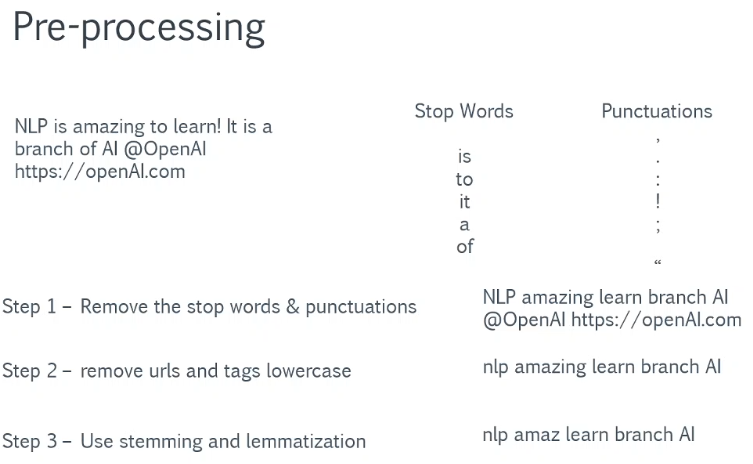 Pre-processing
NLP is amazing to learn! It is a
branch of AI @OpenAI
https://openAI.com
Stop Words
is
to
it
a
of
Punctuations
,
.
:
!
;
“
Step 1 – Remove the stop words & punctuations
NLP amazing learn branch AI
@OpenAI https://openAI.com
Step 2 – remove urls and tags lowercase
nlp amazing learn branch AI
Step 3 – Use stemming and lemmatization
nlp amaz learn branch AI